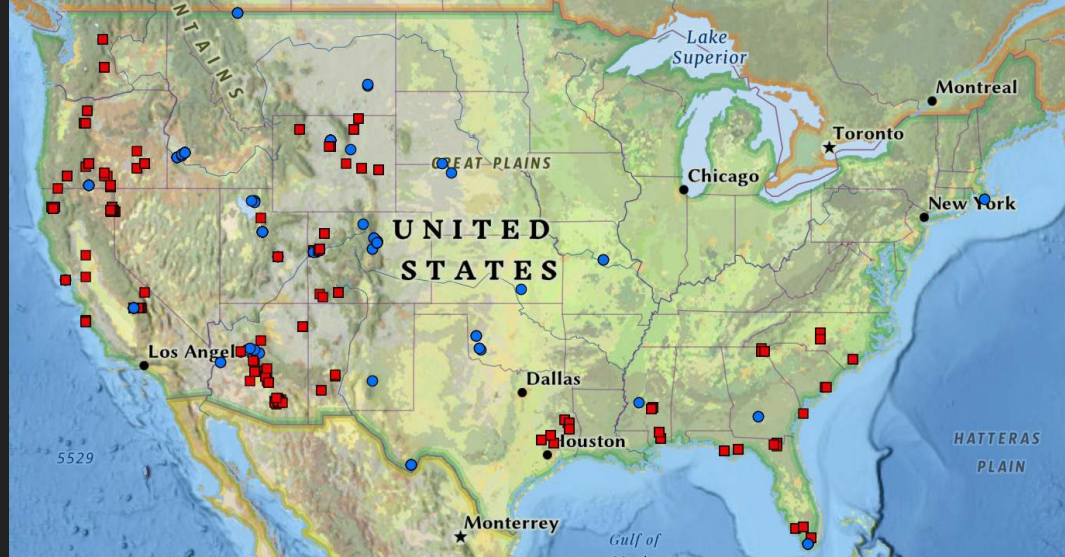 NTAINS
Lake
Superior
Montreal
Toronto
GREAT PLAINS
Chicago
New York
UNITED
STATES
Los Angel
Dallas
Houston
HATTERAS
PLAIN
5529
Monterrey
Gulf of